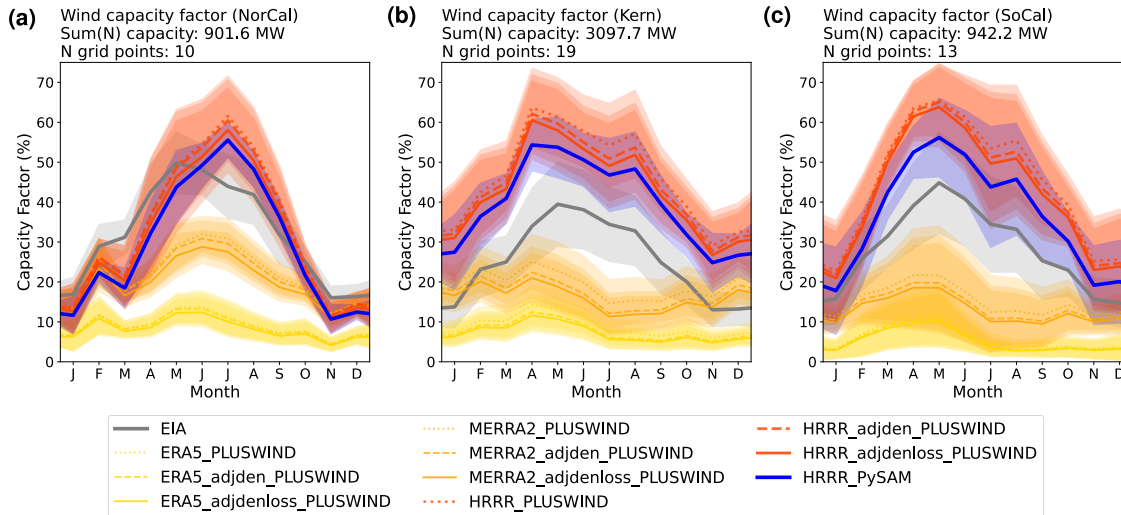 (a)
Wind capacity factor (NorCal)
Sum(N) capacity: 901.6 MW
N grid points: 10
Capacity Factor (%)
70
60
50
40
30
20
10
0
J F M A M J J A S O N D
Month
(b)
Wind capacity factor (Kern)
Sum(N) capacity: 3097.7 MW
N grid points: 19
Capacity Factor (%)
70
60
50
40
30
20
10
0
J F M A M J J A S O N D
Month
(c)
Wind capacity factor (SoCal)
Sum(N) capacity: 942.2 MW
N grid points: 13
Capacity Factor (%)
70
60
50
40
30
20
10
0
J F M A M J J A S O N D
Month
EIA
ERA5_PLUSWIND
ERA5_adjden_PLUSWIND
ERA5_adjdenloss_PLUSWIND
MERRA2_PLUSWIND
MERRA2_adjden_PLUSWIND
MERRA2_adjdenloss_PLUSWIND
HRRR_PLUSWIND
HRRR_adjden_PLUSWIND
HRRR_adjdenloss_PLUSWIND
HRRR_PySAM